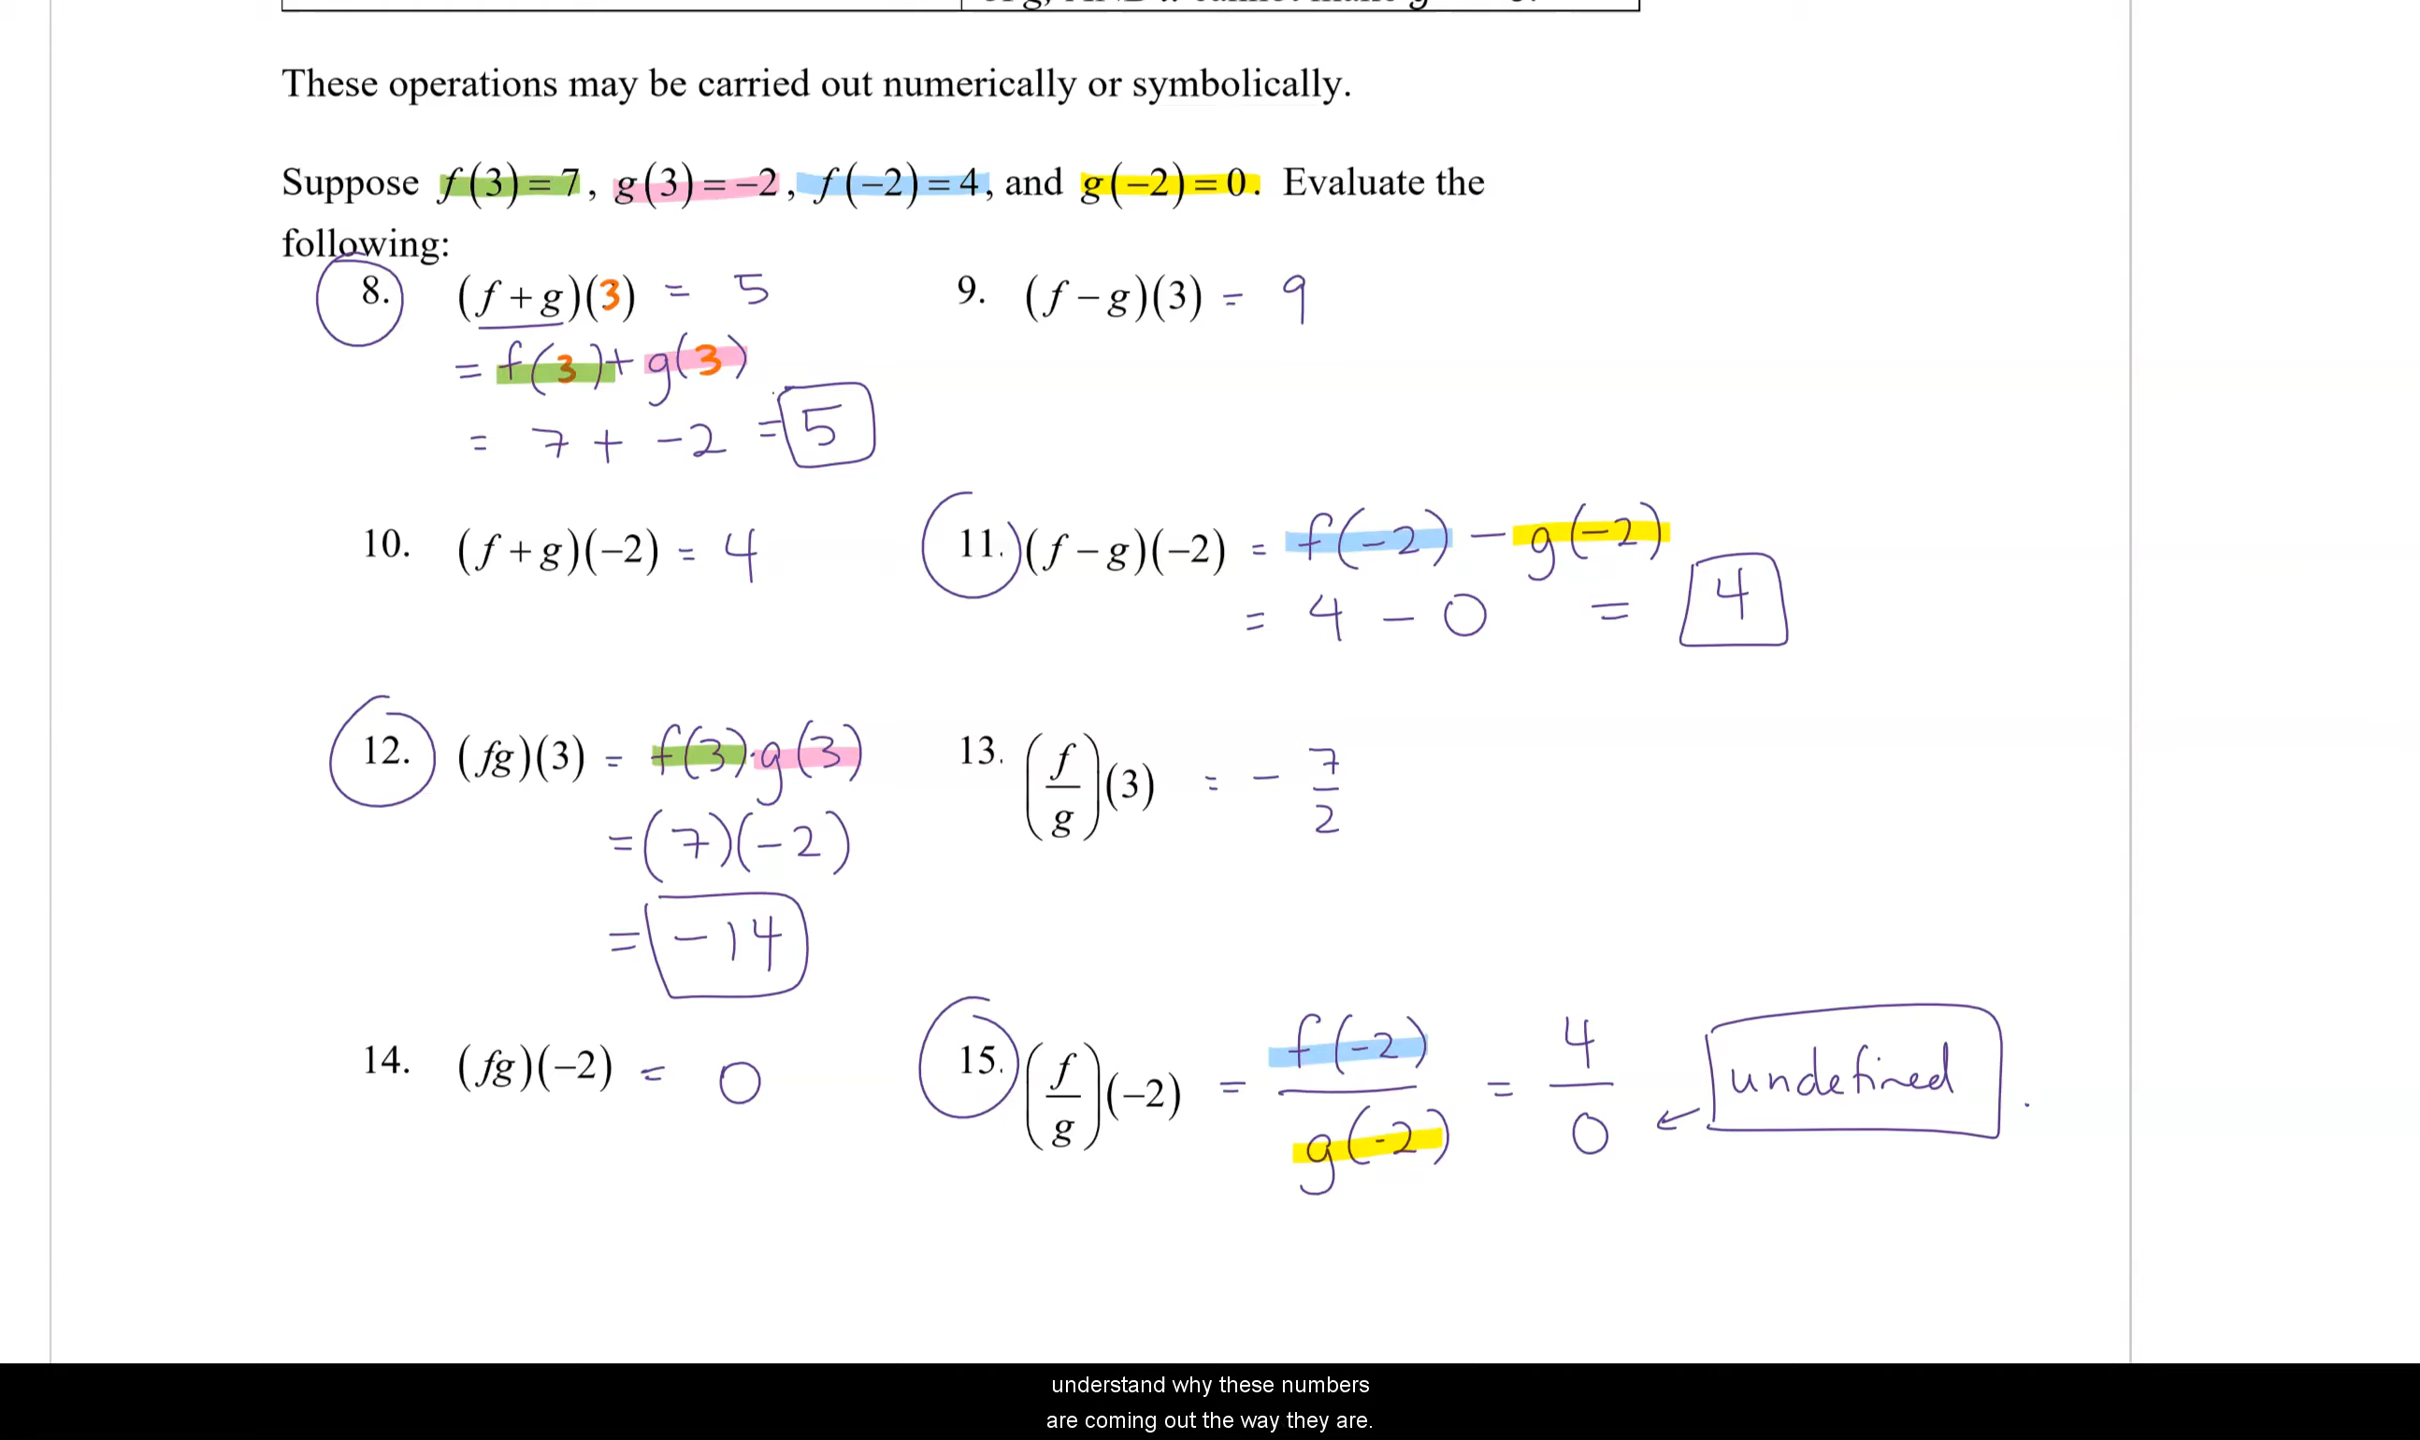 These operations may be carried out numerically or symbolically.
Suppose f(3)=7, g(3)=−2, f(−2)=4, and g(−2)=0. Evaluate the
following:
8. (f+g)(3) = 5
= f(3)+g(3)
= 7 + -2 = 5
9. (f−g)(3) = 9
10. (f+g)(−2) = 4
11. (f−g)(−2) = f(-2) - g(-2)
= 4 - 0 = 4
12. (fg)(3) = f(3)·g(3)
= (7)(-2)
= -14
13. (f/g)(3) = - 7/2
14. (fg)(−2) = 0
15. (f/g)(−2) = f(-2)/g(-2) = 4/0 ← undefined.
understand why these numbers
are coming out the way they are.